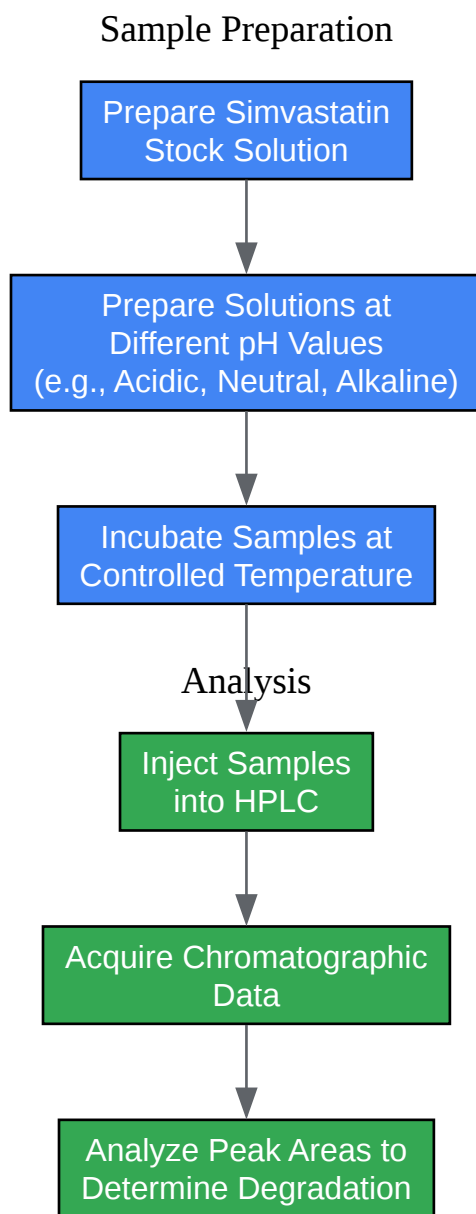 Sample Preparation
Prepare Simvastatin
Stock Solution
Prepare Solutions at
Different pH Values
(e.g., Acidic, Neutral, Alkaline)
Incubate Samples at
Controlled Temperature
Analysis
Inject Samples
into HPLC
Acquire Chromatographic
Data
Analyze Peak Areas to
Determine Degradation